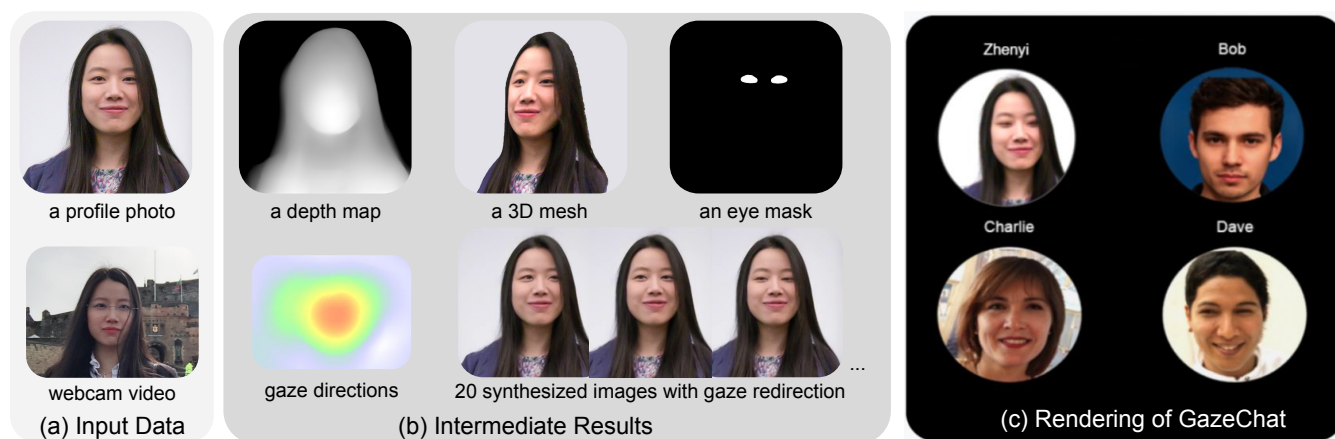 a profile photo
webcam video
(a) Input Data
a depth map
a 3D mesh
an eye mask
gaze directions
20 synthesized images with gaze redirection
...
(b) Intermediate Results
Zhenyi
Bob
Charlie
Dave
(c) Rendering of GazeChat